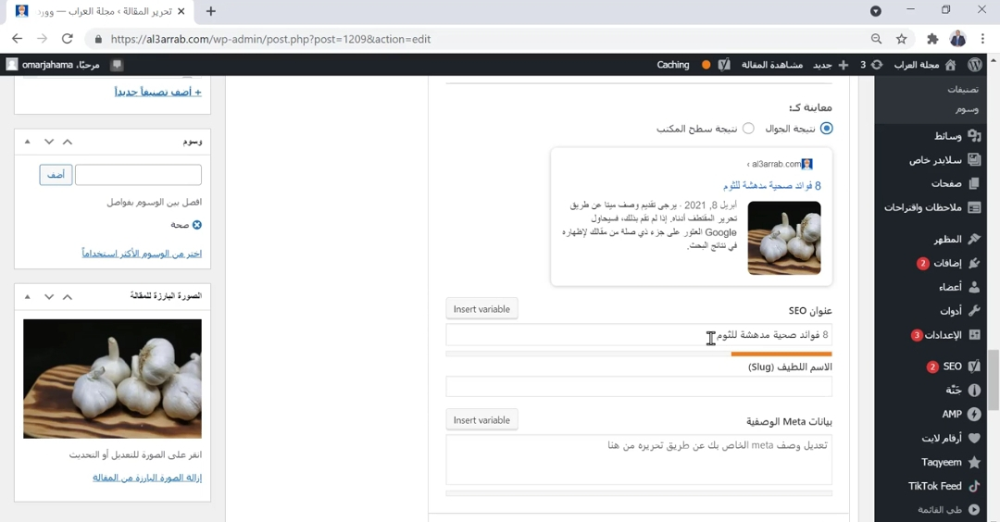 تحرير المقالة ‹ مجلة العراب — وورد
https://al3arrab.com/wp-admin/post.php?post=1209&action=edit
مجلة العراب
3
جديد
مشاهدة المقالة
Caching
مرحبًا، omarjahama
تصنيفات
وسوم
وسائط
سلايدر خاص
صفحات
ملاحظات واقتراحات
المظهر
إضافات 2
أعضاء
أدوات
الإعدادات 3
SEO 2
جَنَّة
AMP
أرقام لايت
Taqyeem
TikTok Feed
طي القائمة
معاينة كـ:
نتيجة الجوال
نتيجة سطح المكتب
al3arrab.com ›
8 فوائد صحية مدهشة للثوم
أبريل 8, 2021 · يرجى تقديم وصف ميتا عن طريق
تحرير المقتطف أدناه. إذا لم تقم بذلك، فسيحاول
Google العثور على جزء ذي صلة من مقالك لإظهاره
في نتائج البحث.
عنوان SEO
Insert variable
8 فوائد صحية مدهشة للثوم
الاسم اللطيف (Slug)
بيانات Meta الوصفية
Insert variable
تعديل وصف meta الخاص بك عن طريق تحريره من هنا
+ أضف تصنيفاً جديداً
وسوم
أضف
افصل بين الوسوم بفواصل
صحة
اختر من الوسوم الأكثر استخداماً
الصورة البارزة للمقالة
انقر على الصورة للتعديل أو التحديث
إزالة الصورة البارزة من المقالة